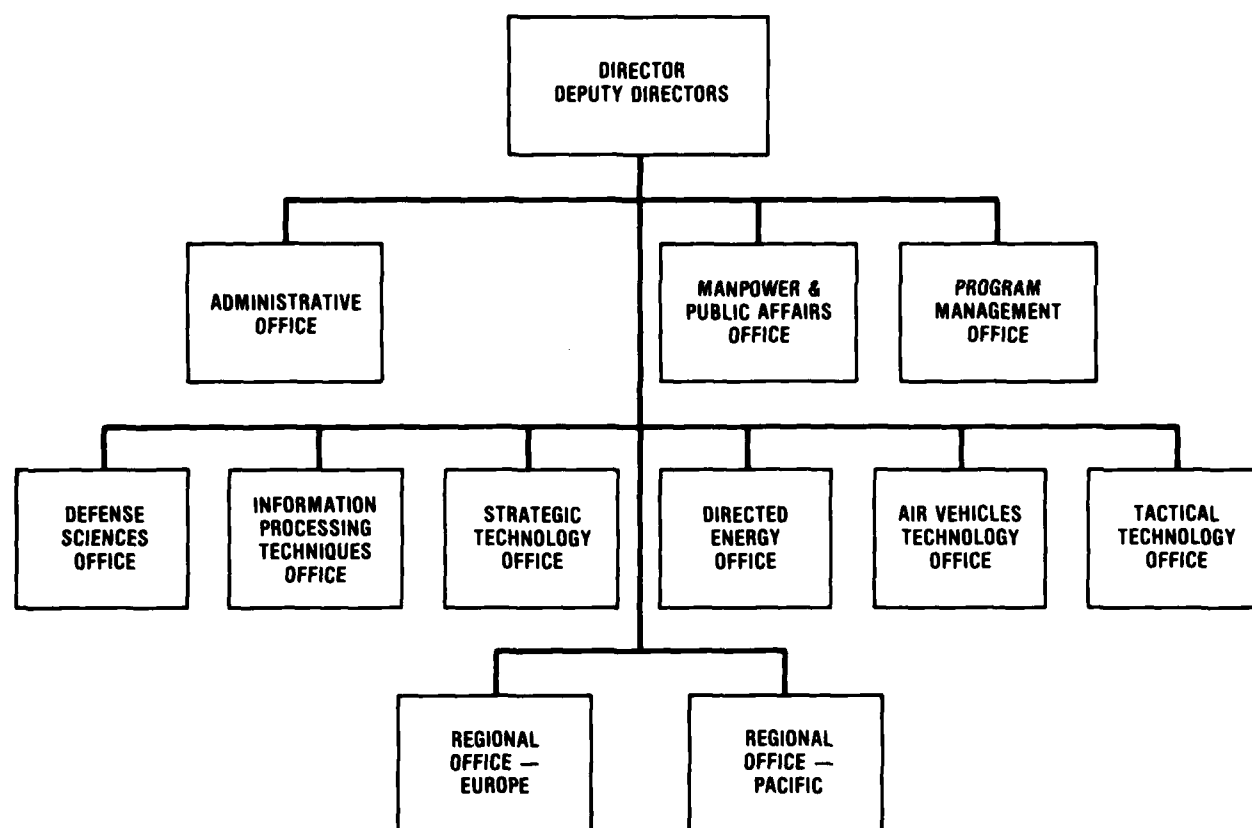 DIRECTOR
DEPUTY DIRECTORS
ADMINISTRATIVE
OFFICE
MANPOWER &
PUBLIC AFFAIRS
OFFICE
PROGRAM
MANAGEMENT
OFFICE
DEFENSE
SCIENCES
OFFICE
INFORMATION
PROCESSING
TECHNIQUES
OFFICE
STRATEGIC
TECHNOLOGY
OFFICE
DIRECTED
ENERGY
OFFICE
AIR VEHICLES
TECHNOLOGY
OFFICE
TACTICAL
TECHNOLOGY
OFFICE
REGIONAL
OFFICE —
EUROPE
REGIONAL
OFFICE —
PACIFIC